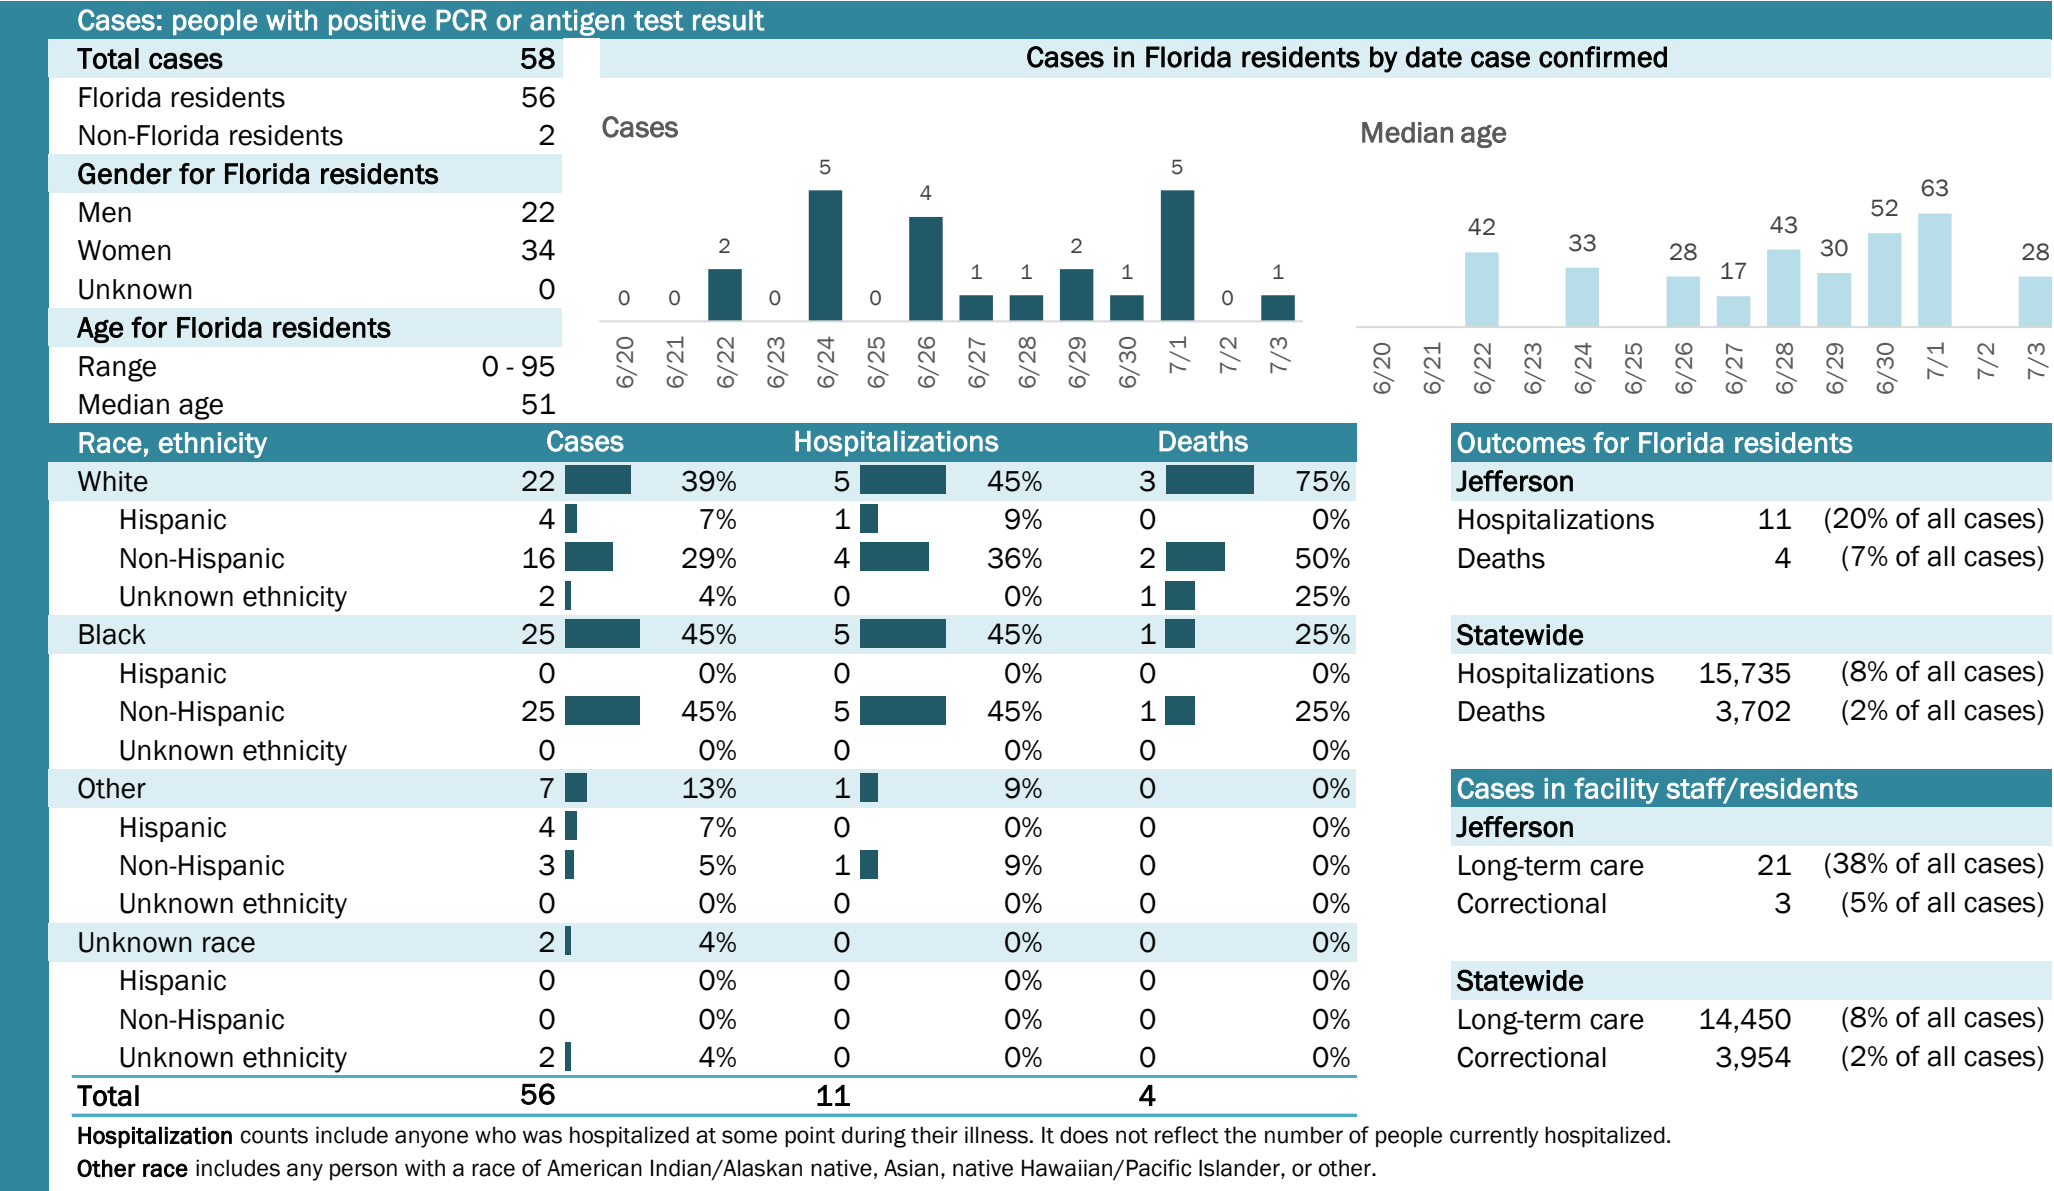 Cases: people with positive PCR or antigen test result
Total cases 58
Florida residents 56
Non-Florida residents 2
Gender for Florida residents
Men 22
Women 34
Unknown 0
Age for Florida residents
Range 0 - 95
Median age 51
Cases in Florida residents by date case confirmed
Cases
0 0 2 0 5 0 4 1 1 2 1 5 0 1
6/20 6/21 6/22 6/23 6/24 6/25 6/26 6/27 6/28 6/29 6/30 7/1 7/2 7/3
Median age
42 33 28 17 43 30 52 63 28
6/20 6/21 6/22 6/23 6/24 6/25 6/26 6/27 6/28 6/29 6/30 7/1 7/2 7/3
Race, ethnicity Cases Hospitalizations Deaths
White 22 39% 5 45% 3 75%
Hispanic 4 7% 1 9% 0 0%
Non-Hispanic 16 29% 4 36% 2 50%
Unknown ethnicity 2 4% 0 0% 1 25%
Black 25 45% 5 45% 1 25%
Hispanic 0 0% 0 0% 0 0%
Non-Hispanic 25 45% 5 45% 1 25%
Unknown ethnicity 0 0% 0 0% 0 0%
Other 7 13% 1 9% 0 0%
Hispanic 4 7% 0 0% 0 0%
Non-Hispanic 3 5% 1 9% 0 0%
Unknown ethnicity 0 0% 0 0% 0 0%
Unknown race 2 4% 0 0% 0 0%
Hispanic 0 0% 0 0% 0 0%
Non-Hispanic 0 0% 0 0% 0 0%
Unknown ethnicity 2 4% 0 0% 0 0%
Total 56 11 4
Outcomes for Florida residents
Jefferson
Hospitalizations 11 (20% of all cases)
Deaths 4 (7% of all cases)
Statewide
Hospitalizations 15,735 (8% of all cases)
Deaths 3,702 (2% of all cases)
Cases in facility staff/residents
Jefferson
Long-term care 21 (38% of all cases)
Correctional 3 (5% of all cases)
Statewide
Long-term care 14,450 (8% of all cases)
Correctional 3,954 (2% of all cases)
Hospitalization counts include anyone who was hospitalized at some point during their illness. It does not reflect the number of people currently hospitalized.
Other race includes any person with a race of American Indian/Alaskan native, Asian, native Hawaiian/Pacific Islander, or other.